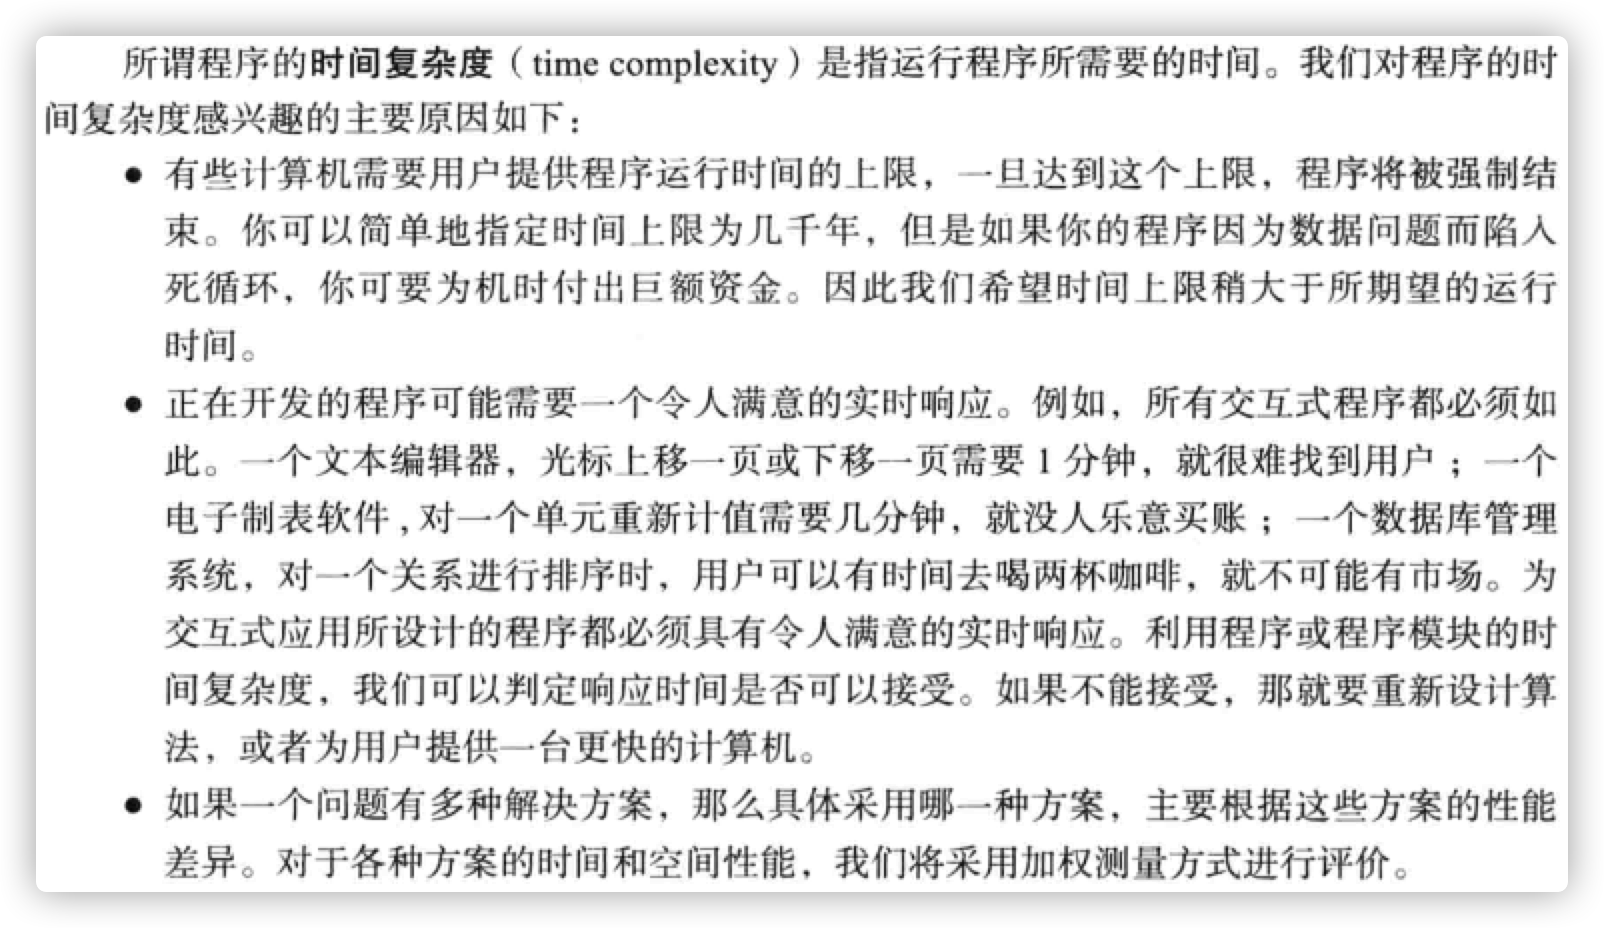 所谓程序的时间复杂度（time complexity）是指运行程序所需要的时间。我们对程序的时
间复杂度感兴趣的主要原因如下：
● 有些计算机需要用户提供程序运行时间的上限，一旦达到这个上限，程序将被强制结
束。你可以简单地指定时间上限为几千年，但是如果你的程序因为数据问题而陷入
死循环，你可要为机时付出巨额资金。因此我们希望时间上限稍大于所期望的运行
时间。
● 正在开发的程序可能需要一个令人满意的实时响应。例如，所有交互式程序都必须如
此。一个文本编辑器，光标上移一页或下移一页需要 1 分钟，就很难找到用户；一个
电子制表软件，对一个单元重新计值需要几分钟，就没人乐意买账；一个数据库管理
系统，对一个关系进行排序时，用户可以有时间去喝两杯咖啡，就不可能有市场。为
交互式应用所设计的程序都必须具有令人满意的实时响应。利用程序或程序模块的时
间复杂度，我们可以判定响应时间是否可以接受。如果不能接受，那就要重新设计算
法，或者为用户提供一台更快的计算机。
● 如果一个问题有多种解决方案，那么具体采用哪一种方案，主要根据这些方案的性能
差异。对于各种方案的时间和空间性能，我们将采用加权测量方式进行评价。